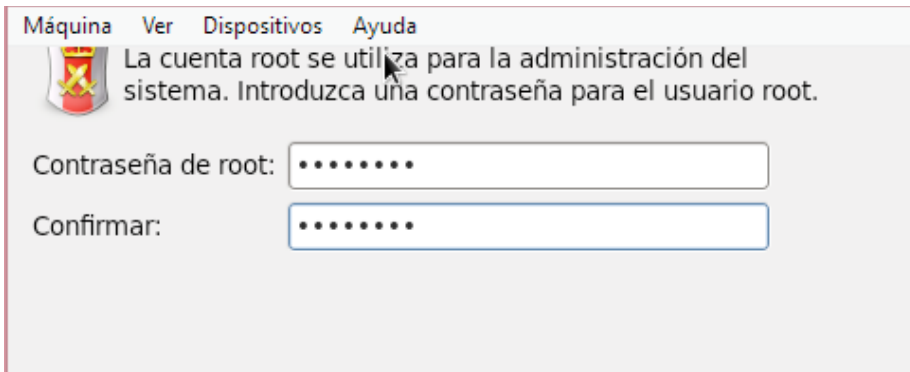 Máquina Ver Dispositivos Ayuda
La cuenta root se utiliza para la administración del
sistema. Introduzca una contraseña para el usuario root.
Contraseña de root: ••••••••
Confirmar: ••••••••